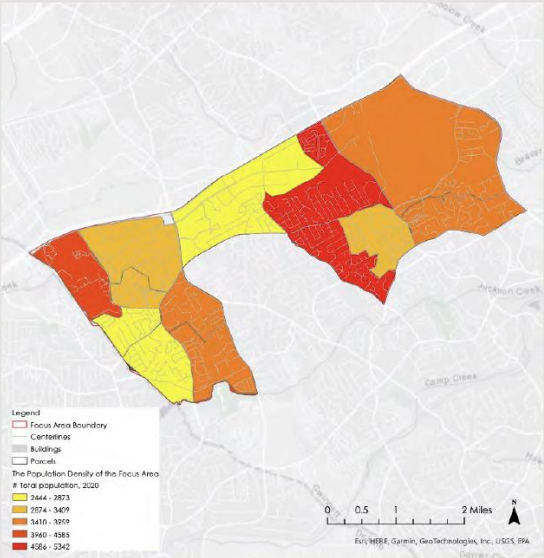 Jackson Creek
Camp Creek
Legend
Focus Area Boundary
Centerlines
Buildings
Parcels
The Population Density of the Focus Area
# Total population, 2020
2444 - 2873
2874 - 3409
3410 - 3959
3960 - 4585
4586 - 5342
0 0.5 1 2 Miles
N
Esri, HERE, Garmin, GeoTechnologies, Inc., USGS, EPA